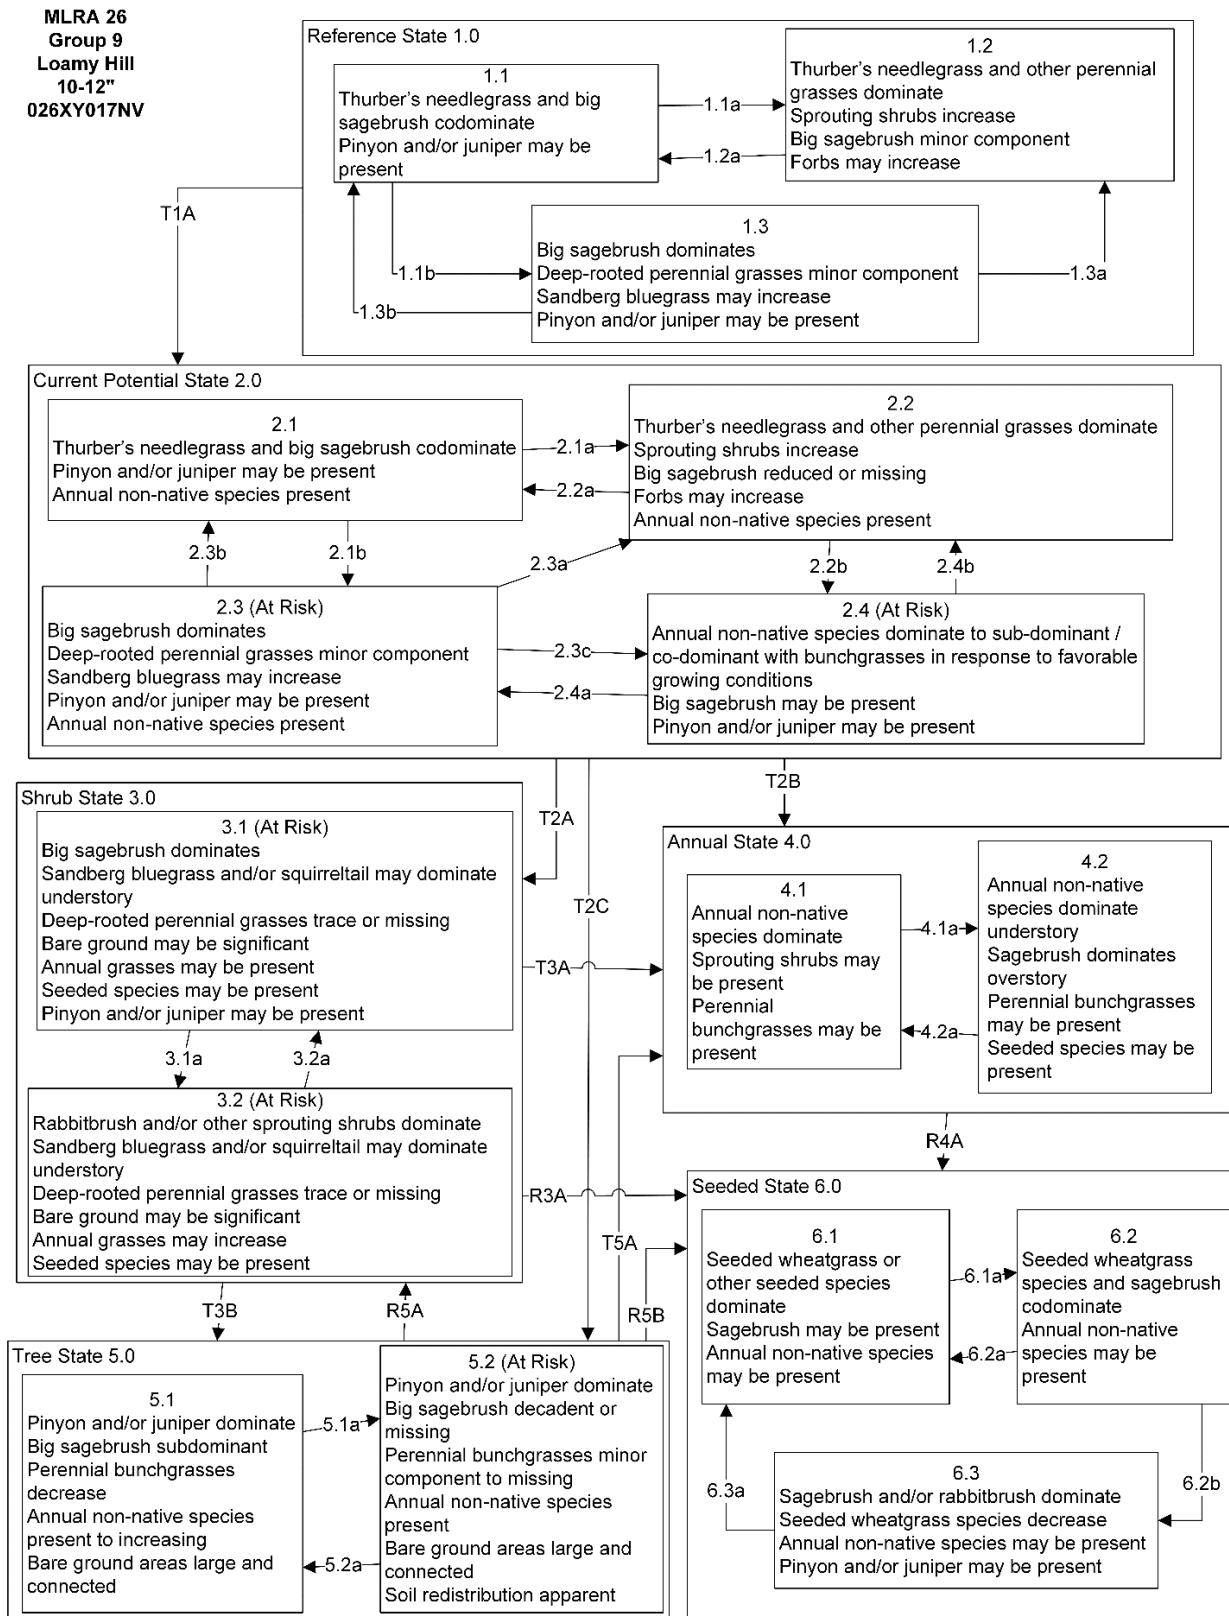 MLRA 26
Group 9
Loamy Hill
10-12"
026XY017NV
Reference State 1.0
1.1
Thurber's needlegrass and big
sagebrush codominate
Pinyon and/or juniper may be
present
1.1a
1.2a
1.2
Thurber's needlegrass and other perennial
grasses dominate
Sprouting shrubs increase
Big sagebrush minor component
Forbs may increase
T1A
1.1b
1.3b
1.3
Big sagebrush dominates
Deep-rooted perennial grasses minor component
Sandberg bluegrass may increase
Pinyon and/or juniper may be present
1.3a
Current Potential State 2.0
2.1
Thurber's needlegrass and big sagebrush codominate
Pinyon and/or juniper may be present
Annual non-native species present
2.1a
2.2a
2.2
Thurber's needlegrass and other perennial grasses dominate
Sprouting shrubs increase
Big sagebrush reduced or missing
Forbs may increase
Annual non-native species present
2.3b
2.1b
2.3a
2.2b
2.4b
2.3 (At Risk)
Big sagebrush dominates
Deep-rooted perennial grasses minor component
Sandberg bluegrass may increase
Pinyon and/or juniper may be present
Annual non-native species present
2.3c
2.4a
2.4 (At Risk)
Annual non-native species dominate to sub-dominant /
co-dominant with bunchgrasses in response to favorable
growing conditions
Big sagebrush may be present
Pinyon and/or juniper may be present
T2A
T2C
T2B
Shrub State 3.0
3.1 (At Risk)
Big sagebrush dominates
Sandberg bluegrass and/or squirreltail may dominate
understory
Deep-rooted perennial grasses trace or missing
Bare ground may be significant
Annual grasses may be present
Seeded species may be present
Pinyon and/or juniper may be present
3.1a
3.2a
3.2 (At Risk)
Rabbitbrush and/or other sprouting shrubs dominate
Sandberg bluegrass and/or squirreltail may dominate
understory
Deep-rooted perennial grasses trace or missing
Bare ground may be significant
Annual grasses may increase
Seeded species may be present
T3A
R3A
Annual State 4.0
4.1
Annual non-native
species dominate
Sprouting shrubs may
be present
Perennial
bunchgrasses may be
present
4.1a
4.2a
4.2
Annual non-native
species dominate
understory
Sagebrush dominates
overstory
Perennial bunchgrasses
may be present
Seeded species may be
present
R4A
T5A
R5B
T3B
R5A
Tree State 5.0
5.1
Pinyon and/or juniper dominate
Big sagebrush subdominant
Perennial bunchgrasses
decrease
Annual non-native species
present to increasing
Bare ground areas large and
connected
5.1a
5.2a
5.2 (At Risk)
Pinyon and/or juniper dominate
Big sagebrush decadent or
missing
Perennial bunchgrasses minor
component to missing
Annual non-native species
present
Bare ground areas large and
connected
Soil redistribution apparent
Seeded State 6.0
6.1
Seeded wheatgrass or
other seeded species
dominate
Sagebrush may be present
Annual non-native species
may be present
6.1a
6.2a
6.2
Seeded wheatgrass
species and sagebrush
codominate
Annual non-native
species may be
present
6.3a
6.2b
6.3
Sagebrush and/or rabbitbrush dominate
Seeded wheatgrass species decrease
Annual non-native species may be present
Pinyon and/or juniper may be present